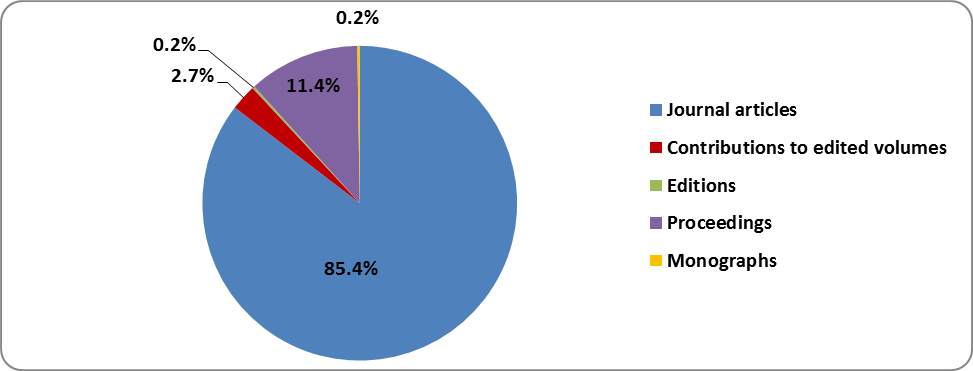 0.2%
0.2%
2.7%
11.4%
85.4%
Journal articles
Contributions to edited volumes
Editions
Proceedings
Monographs